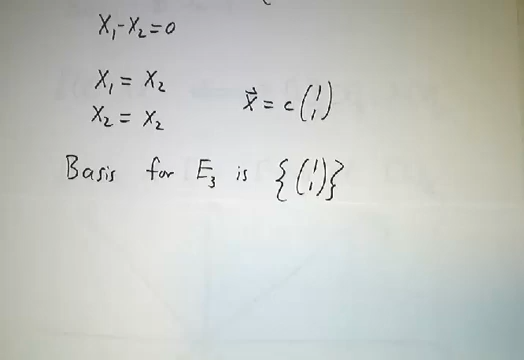 X₁-X₂=0
X₁ = X₂
X₂ = X₂
x⃗ = c (1 1)
Basis for E₃ is {(1 1)}